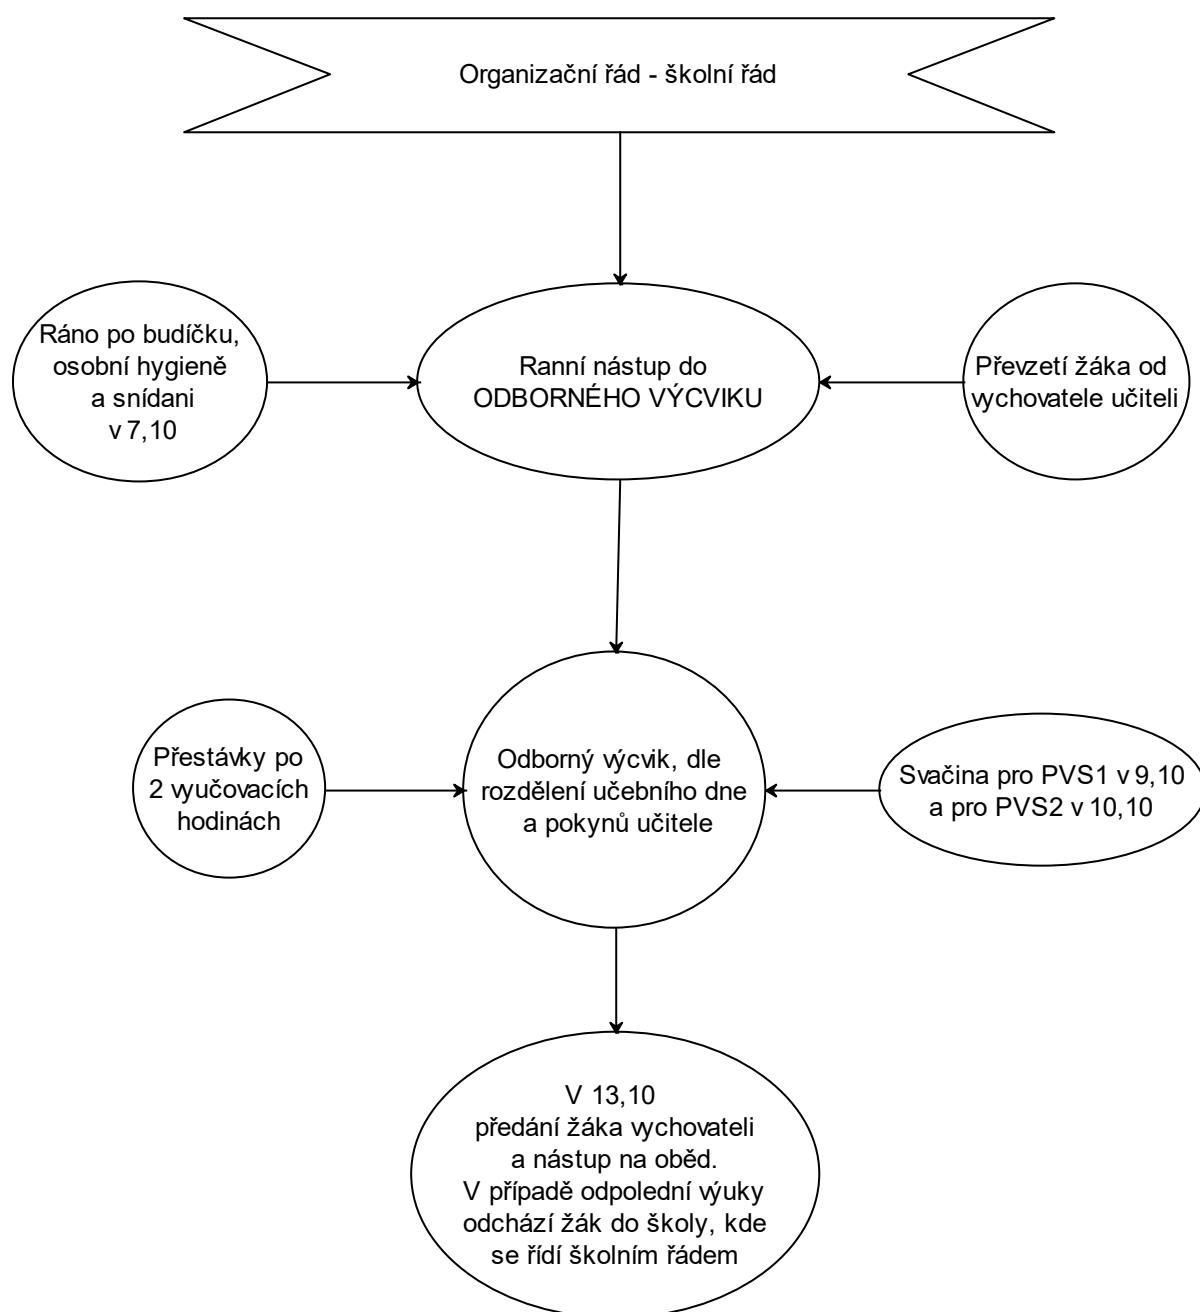 Organizační řád - školní řád
Ráno po budíčku,
osobní hygieně
a snídani
v 7,10
Ranní nástup do
ODBORNÉHO VÝCVIKU
Převzetí žáka od
vychovatele učiteli
Přestávky po
2 vyučovacích
hodinách
Odborný výcvik, dle
rozdělení učebního dne
a pokynů učitele
Svačina pro PVS1 v 9,10
a pro PVS2 v 10,10
V 13,10
předání žáka vychovateli
a nástup na oběd.
V případě odpolední výuky
odchází žák do školy, kde
se řídí školním řádem